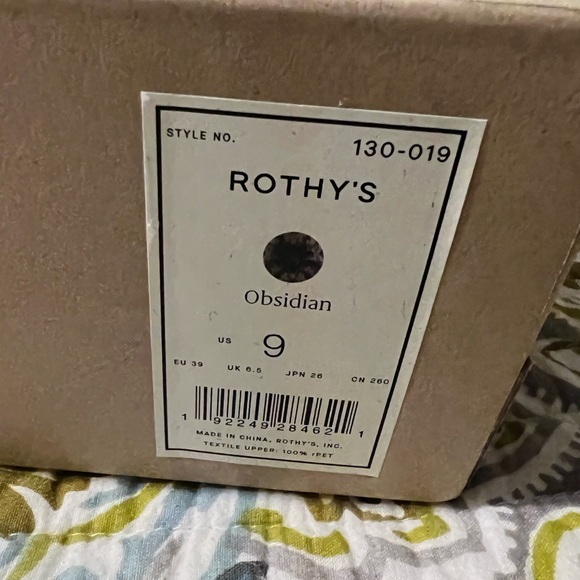 STYLE NO. 130-019
ROTHY'S
Obsidian
US 9
EU 39 UK 6.5 JPN 26 CN 260
1 92249 28462 1
MADE IN CHINA, ROTHY'S, INC.
TEXTILE UPPER: 100% rPET